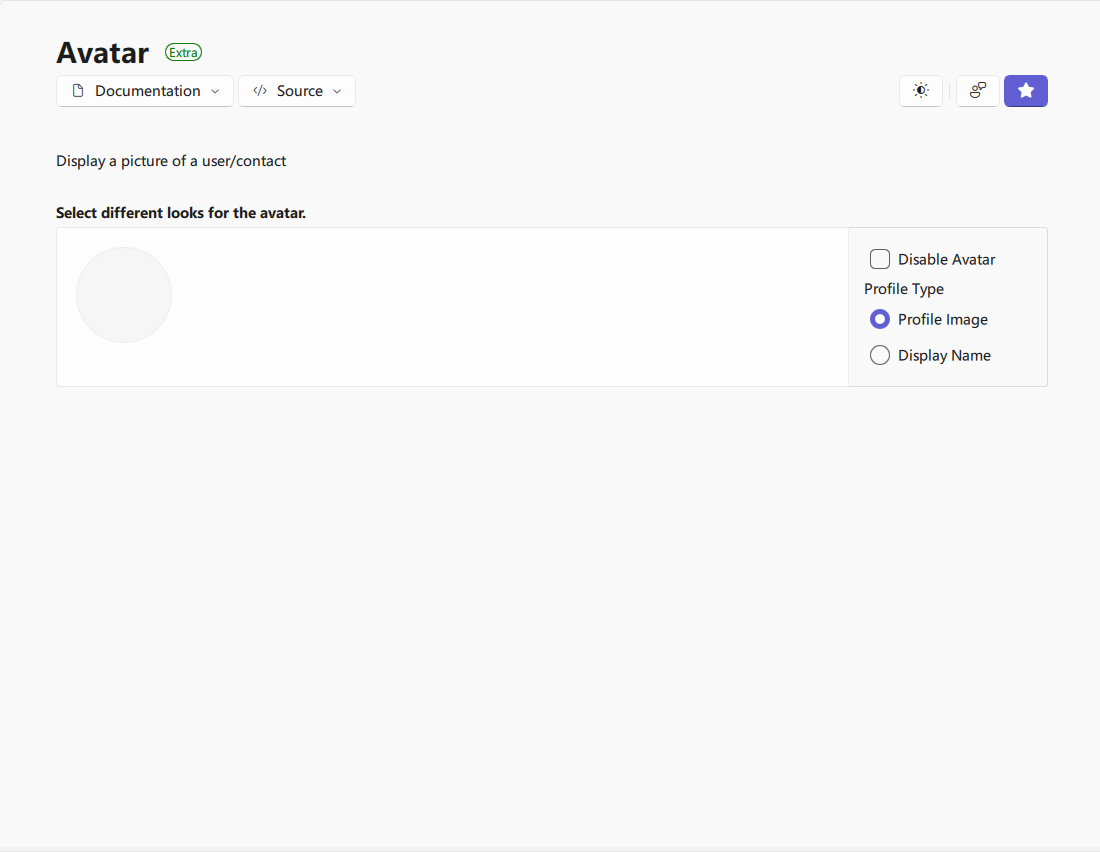 Avatar Extra
Documentation Source
Display a picture of a user/contact
Select different looks for the avatar.
Disable Avatar
Profile Type
Profile Image
Display Name